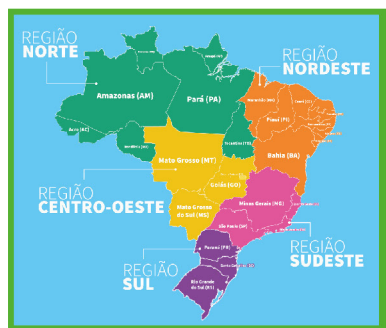 REGIÃO
NORTE
REGIÃO
NORDESTE
Amazonas (AM)
Pará (PA)
Maranhão (MA)
Piauí (PI)
Acre (AC)
Tocantins (TO)
Bahia (BA)
Mato Grosso (MT)
Goiás (GO)
REGIÃO
CENTRO-OESTE
Mato Grosso
do Sul (MS)
Minas Gerais (MG)
São Paulo (SP)
REGIÃO
SUDESTE
Paraná (PR)
REGIÃO
SUL
Rio Grande
do Sul (RS)